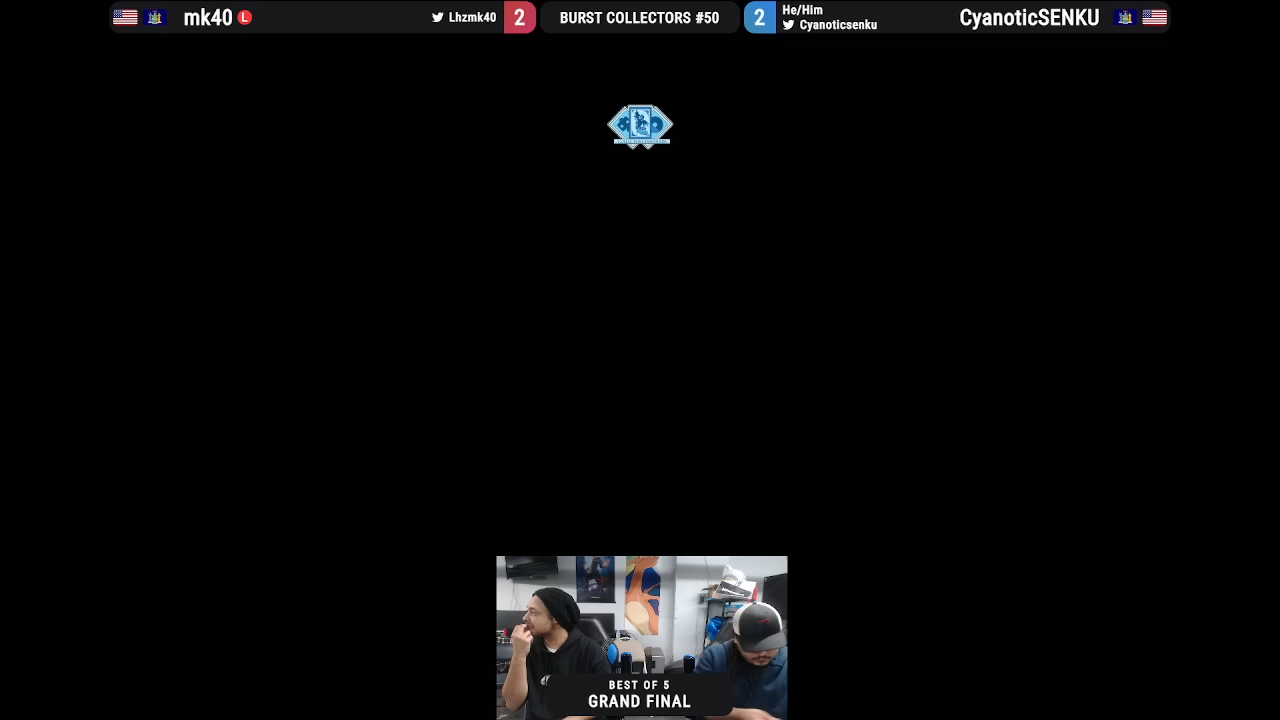 mk40 L
Lhzmk40
2
BURST COLLECTORS #50
2
He/Him
Cyanoticsenku
CyanoticSENKU
BEST OF 5
GRAND FINAL